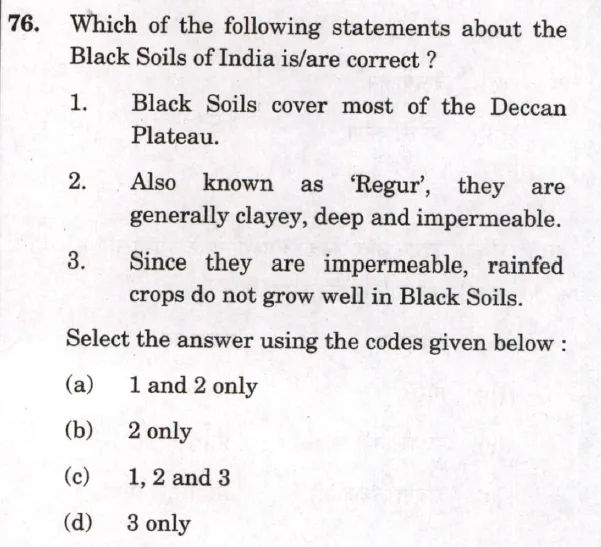 76. Which of the following statements about the
Black Soils of India is/are correct ?
1. Black Soils cover most of the Deccan
Plateau.
2. Also known as ‘Regur’, they are
generally clayey, deep and impermeable.
3. Since they are impermeable, rainfed
crops do not grow well in Black Soils.
Select the answer using the codes given below :
(a) 1 and 2 only
(b) 2 only
(c) 1, 2 and 3
(d) 3 only